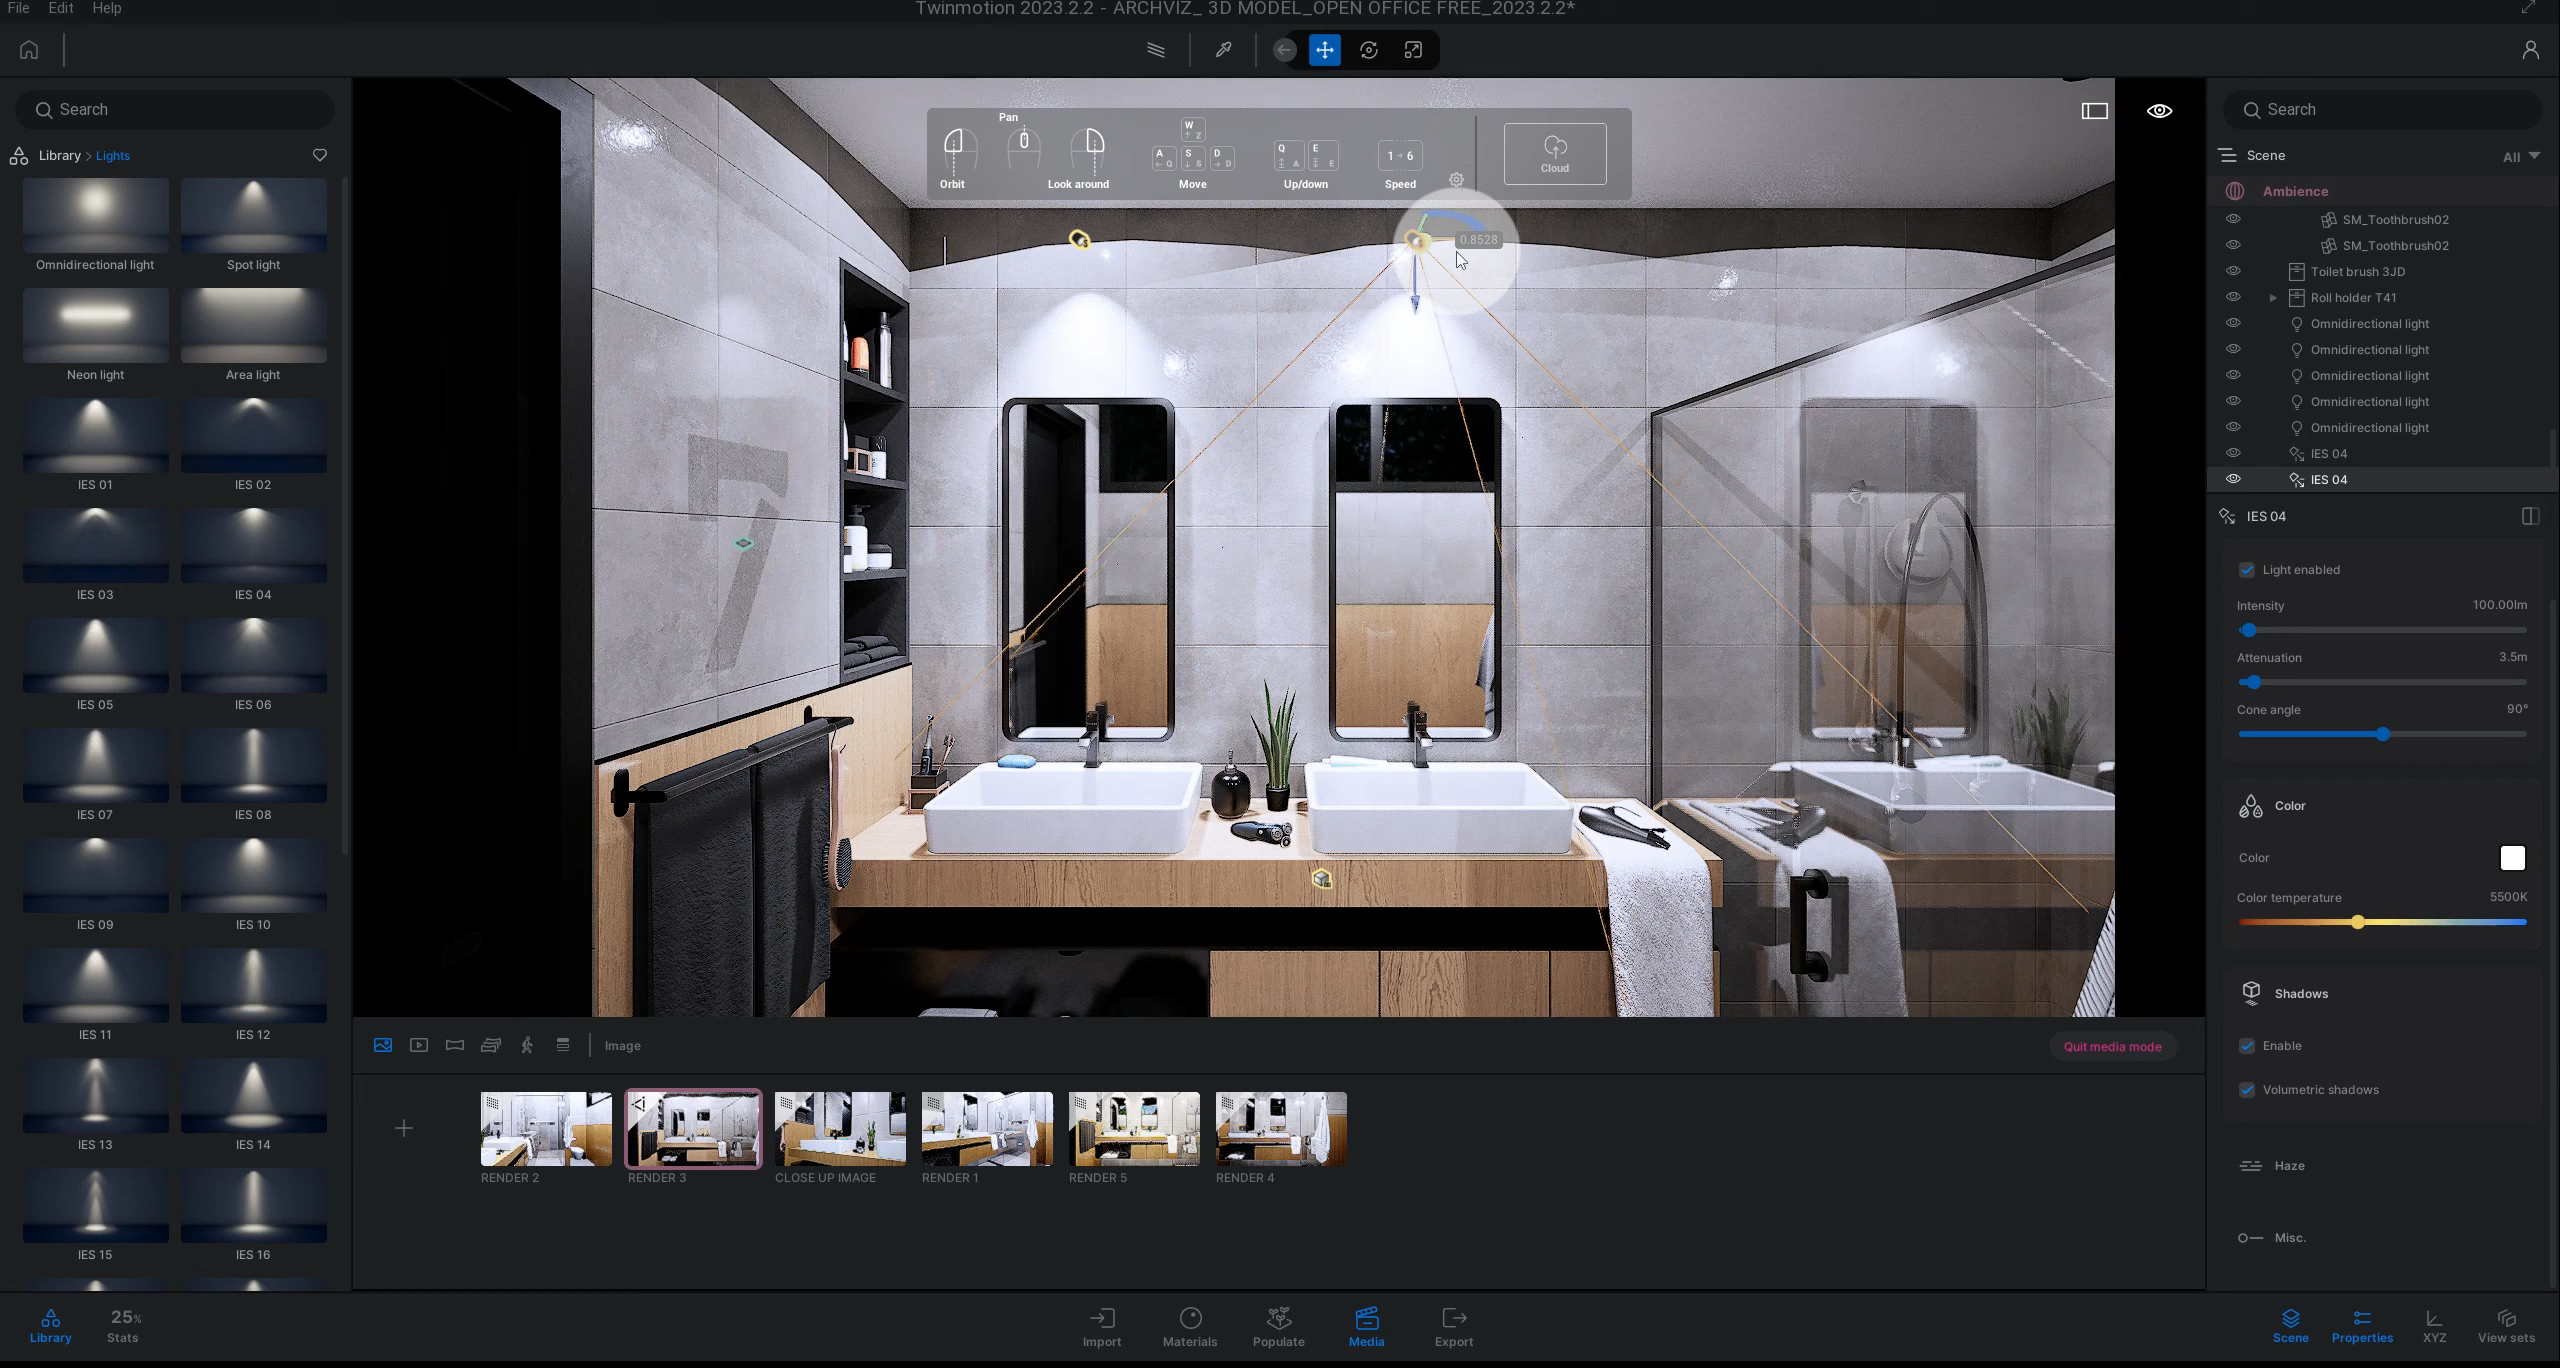 File Edit Help
Twinmotion 2023.2.2 - ARCHVIZ_ 3D MODEL_OPEN OFFICE FREE_2023.2.2*
Search
Library > Lights
Omnidirectional light
Spot light
Neon light
Area light
IES 01
IES 02
IES 03
IES 04
IES 05
IES 06
IES 07
IES 08
IES 09
IES 10
IES 11
IES 12
IES 13
IES 14
IES 15
IES 16
Pan
Orbit
Look around
W
Z
A
Q
S
S
D
D
Move
Q
A
E
E
Up/down
1 → 6
Speed
Cloud
0.8528
7
Search
Scene
All
Ambience
SM_Toothbrush02
SM_Toothbrush02
Toilet brush 3JD
Roll holder T41
Omnidirectional light
Omnidirectional light
Omnidirectional light
Omnidirectional light
Omnidirectional light
IES 04
IES 04
IES 04
Light enabled
Intensity 100.00lm
Attenuation 3.5m
Cone angle 90°
Color
Color
Color temperature 5500K
Shadows
Enable
Volumetric shadows
Haze
Misc.
Image
Quit media mode
RENDER 2
RENDER 3
CLOSE UP IMAGE
RENDER 1
RENDER 5
RENDER 4
Library
25%
Stats
Import
Materials
Populate
Media
Export
Scene
Properties
XYZ
View sets